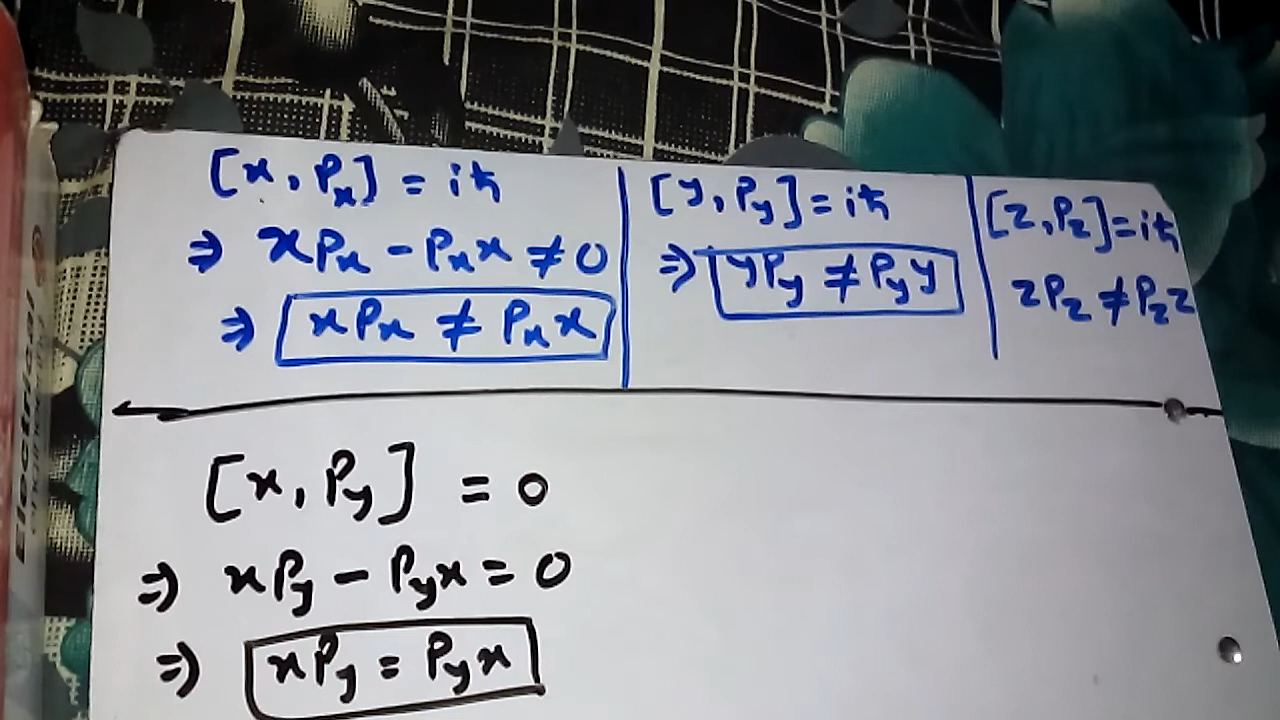 [x, Px] = iħ
⇒ xPx - Pxx ≠ 0
⇒ xPx ≠ Pxx
[y, Py] = iħ
⇒ yPy ≠ Pyy
[z, Pz] = iħ
zPz ≠ Pzz
[x, Py] = 0
⇒ xPy - Pyx = 0
⇒ xPy = Pyx
Electrical